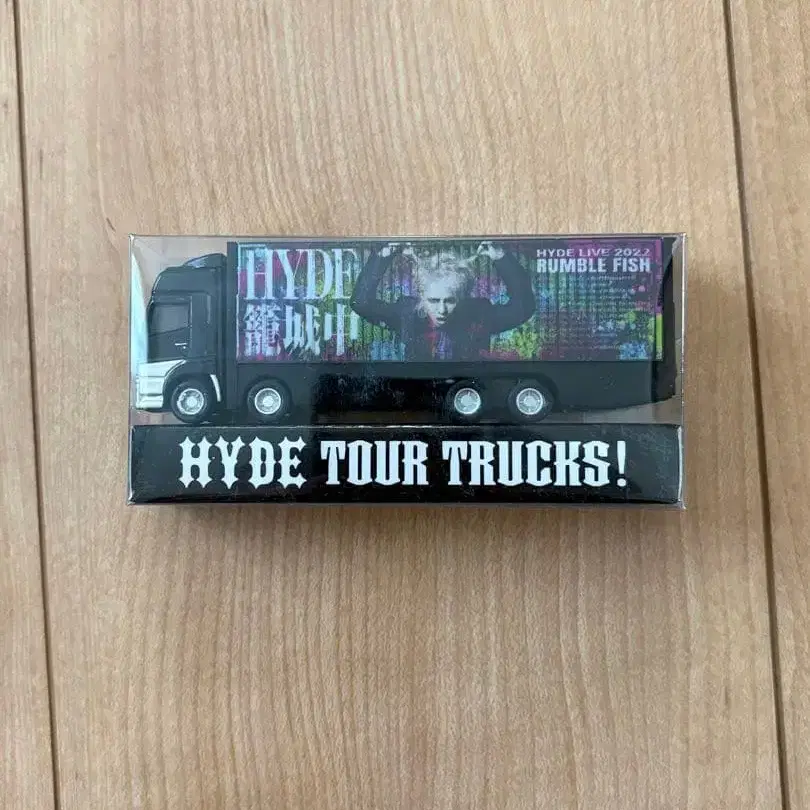 HYDE
籠城中
HYDE LIVE 2022
RUMBLE FISH
HYDE TOUR TRUCKS!